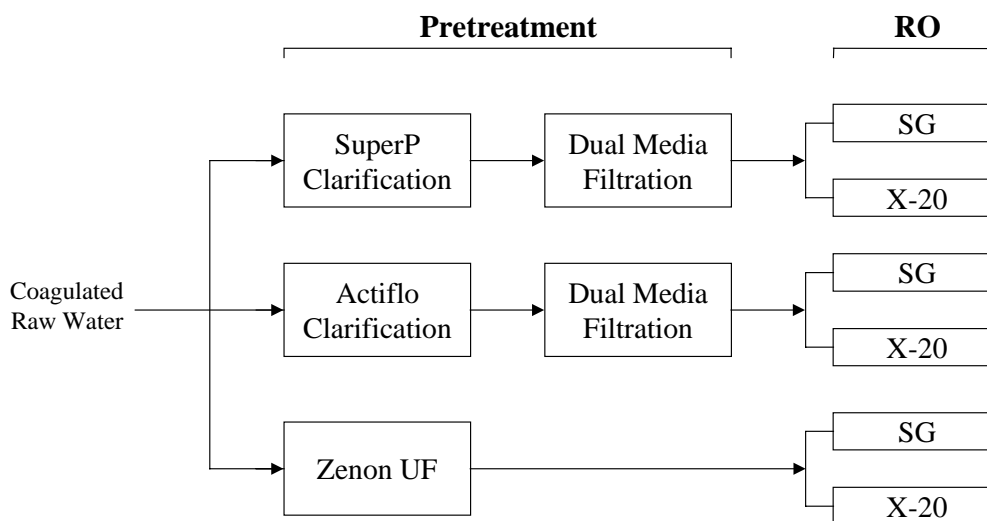 Pretreatment
RO
SuperP
Clarification
Dual Media
Filtration
SG
X-20
Coagulated
Raw Water
Actiflo
Clarification
Dual Media
Filtration
SG
X-20
Zenon UF
SG
X-20